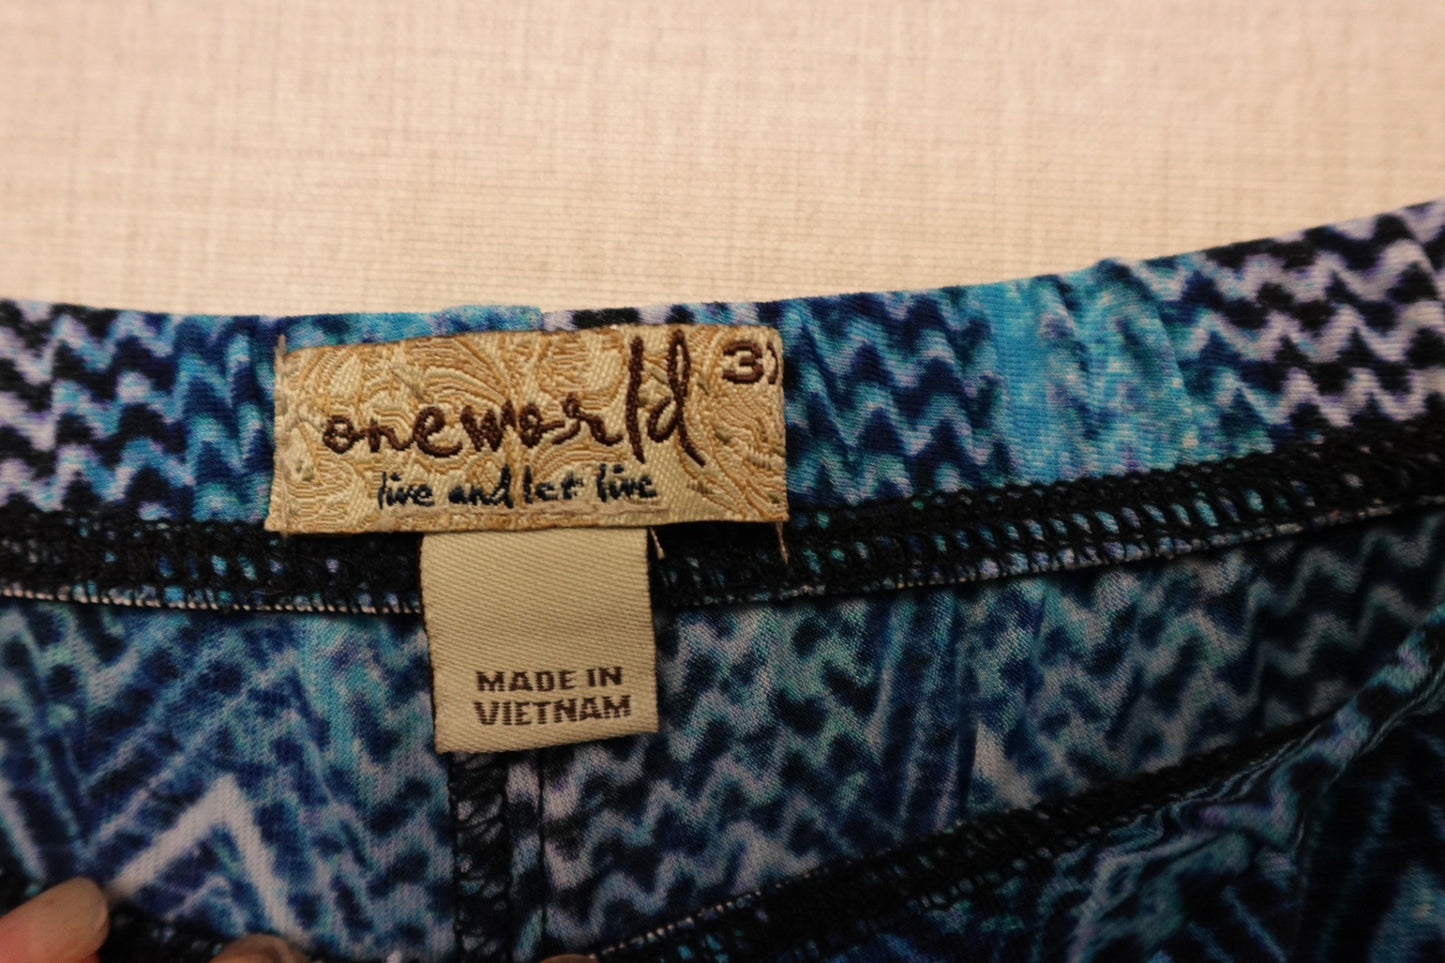 oneworld
live and let live
MADE IN
VIETNAM